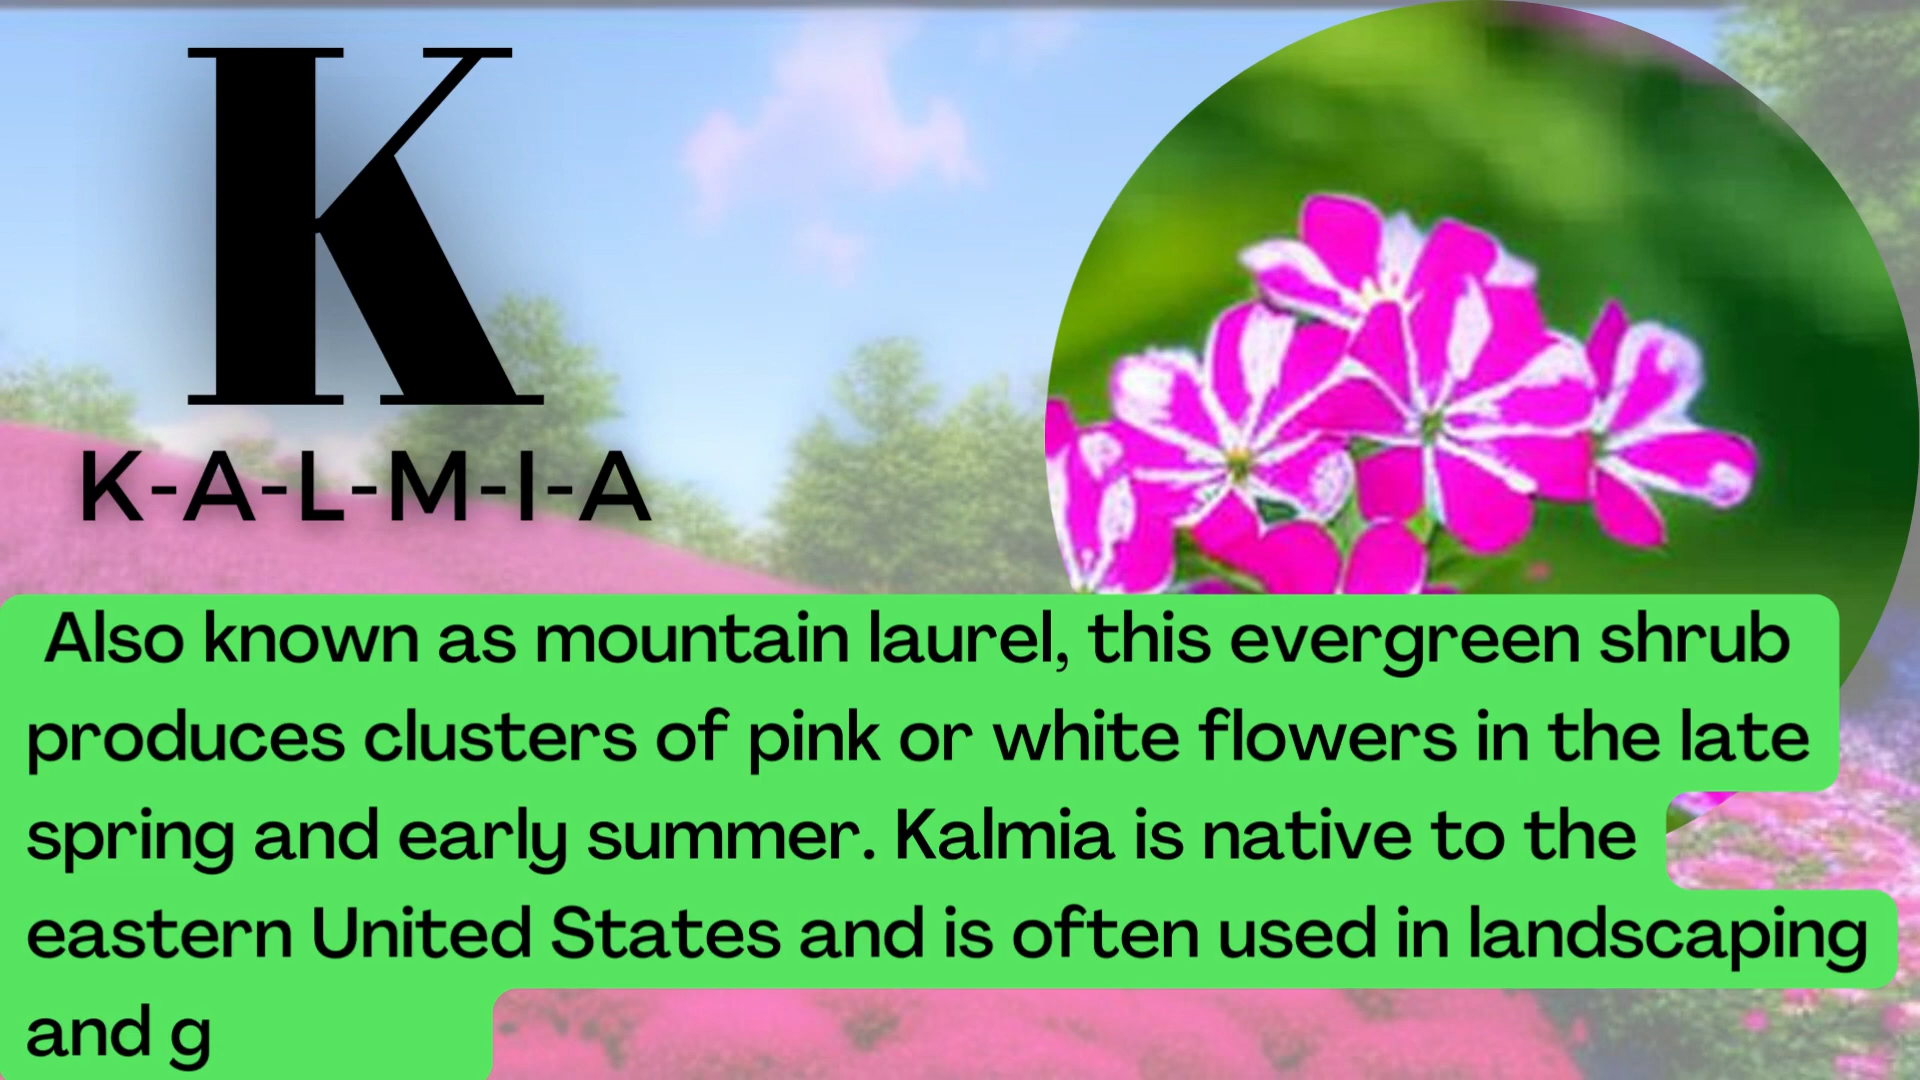 K
K-A-L-M-I-A
Also known as mountain laurel, this evergreen shrub
produces clusters of pink or white flowers in the late
spring and early summer. Kalmia is native to the
eastern United States and is often used in landscaping
and g